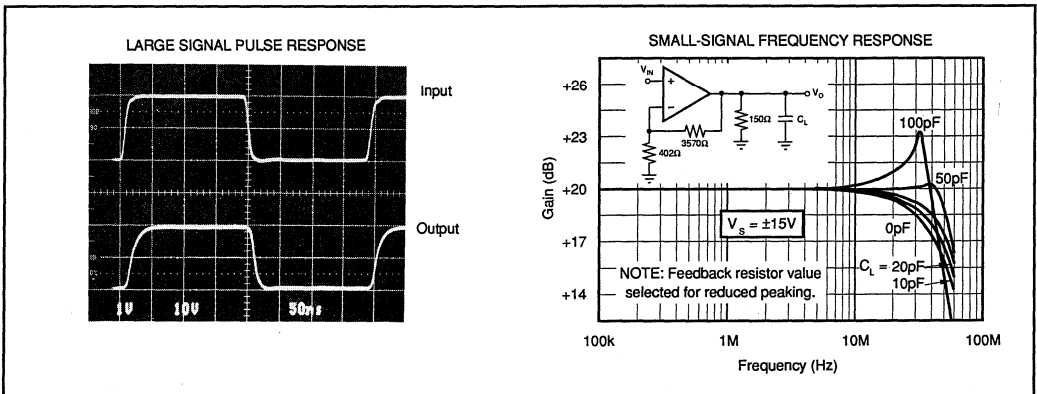 LARGE SIGNAL PULSE RESPONSE
Input
Output
1V 10V 50ns
SMALL-SIGNAL FREQUENCY RESPONSE
Gain (dB)
+26
+23
+20
+17
+14
V_IN
+
–
V_O
150Ω
C_L
3570Ω
402Ω
100pF
50pF
0pF
C_L = 20pF
10pF
V_S = ±15V
NOTE: Feedback resistor value
selected for reduced peaking.
100k 1M 10M 100M
Frequency (Hz)